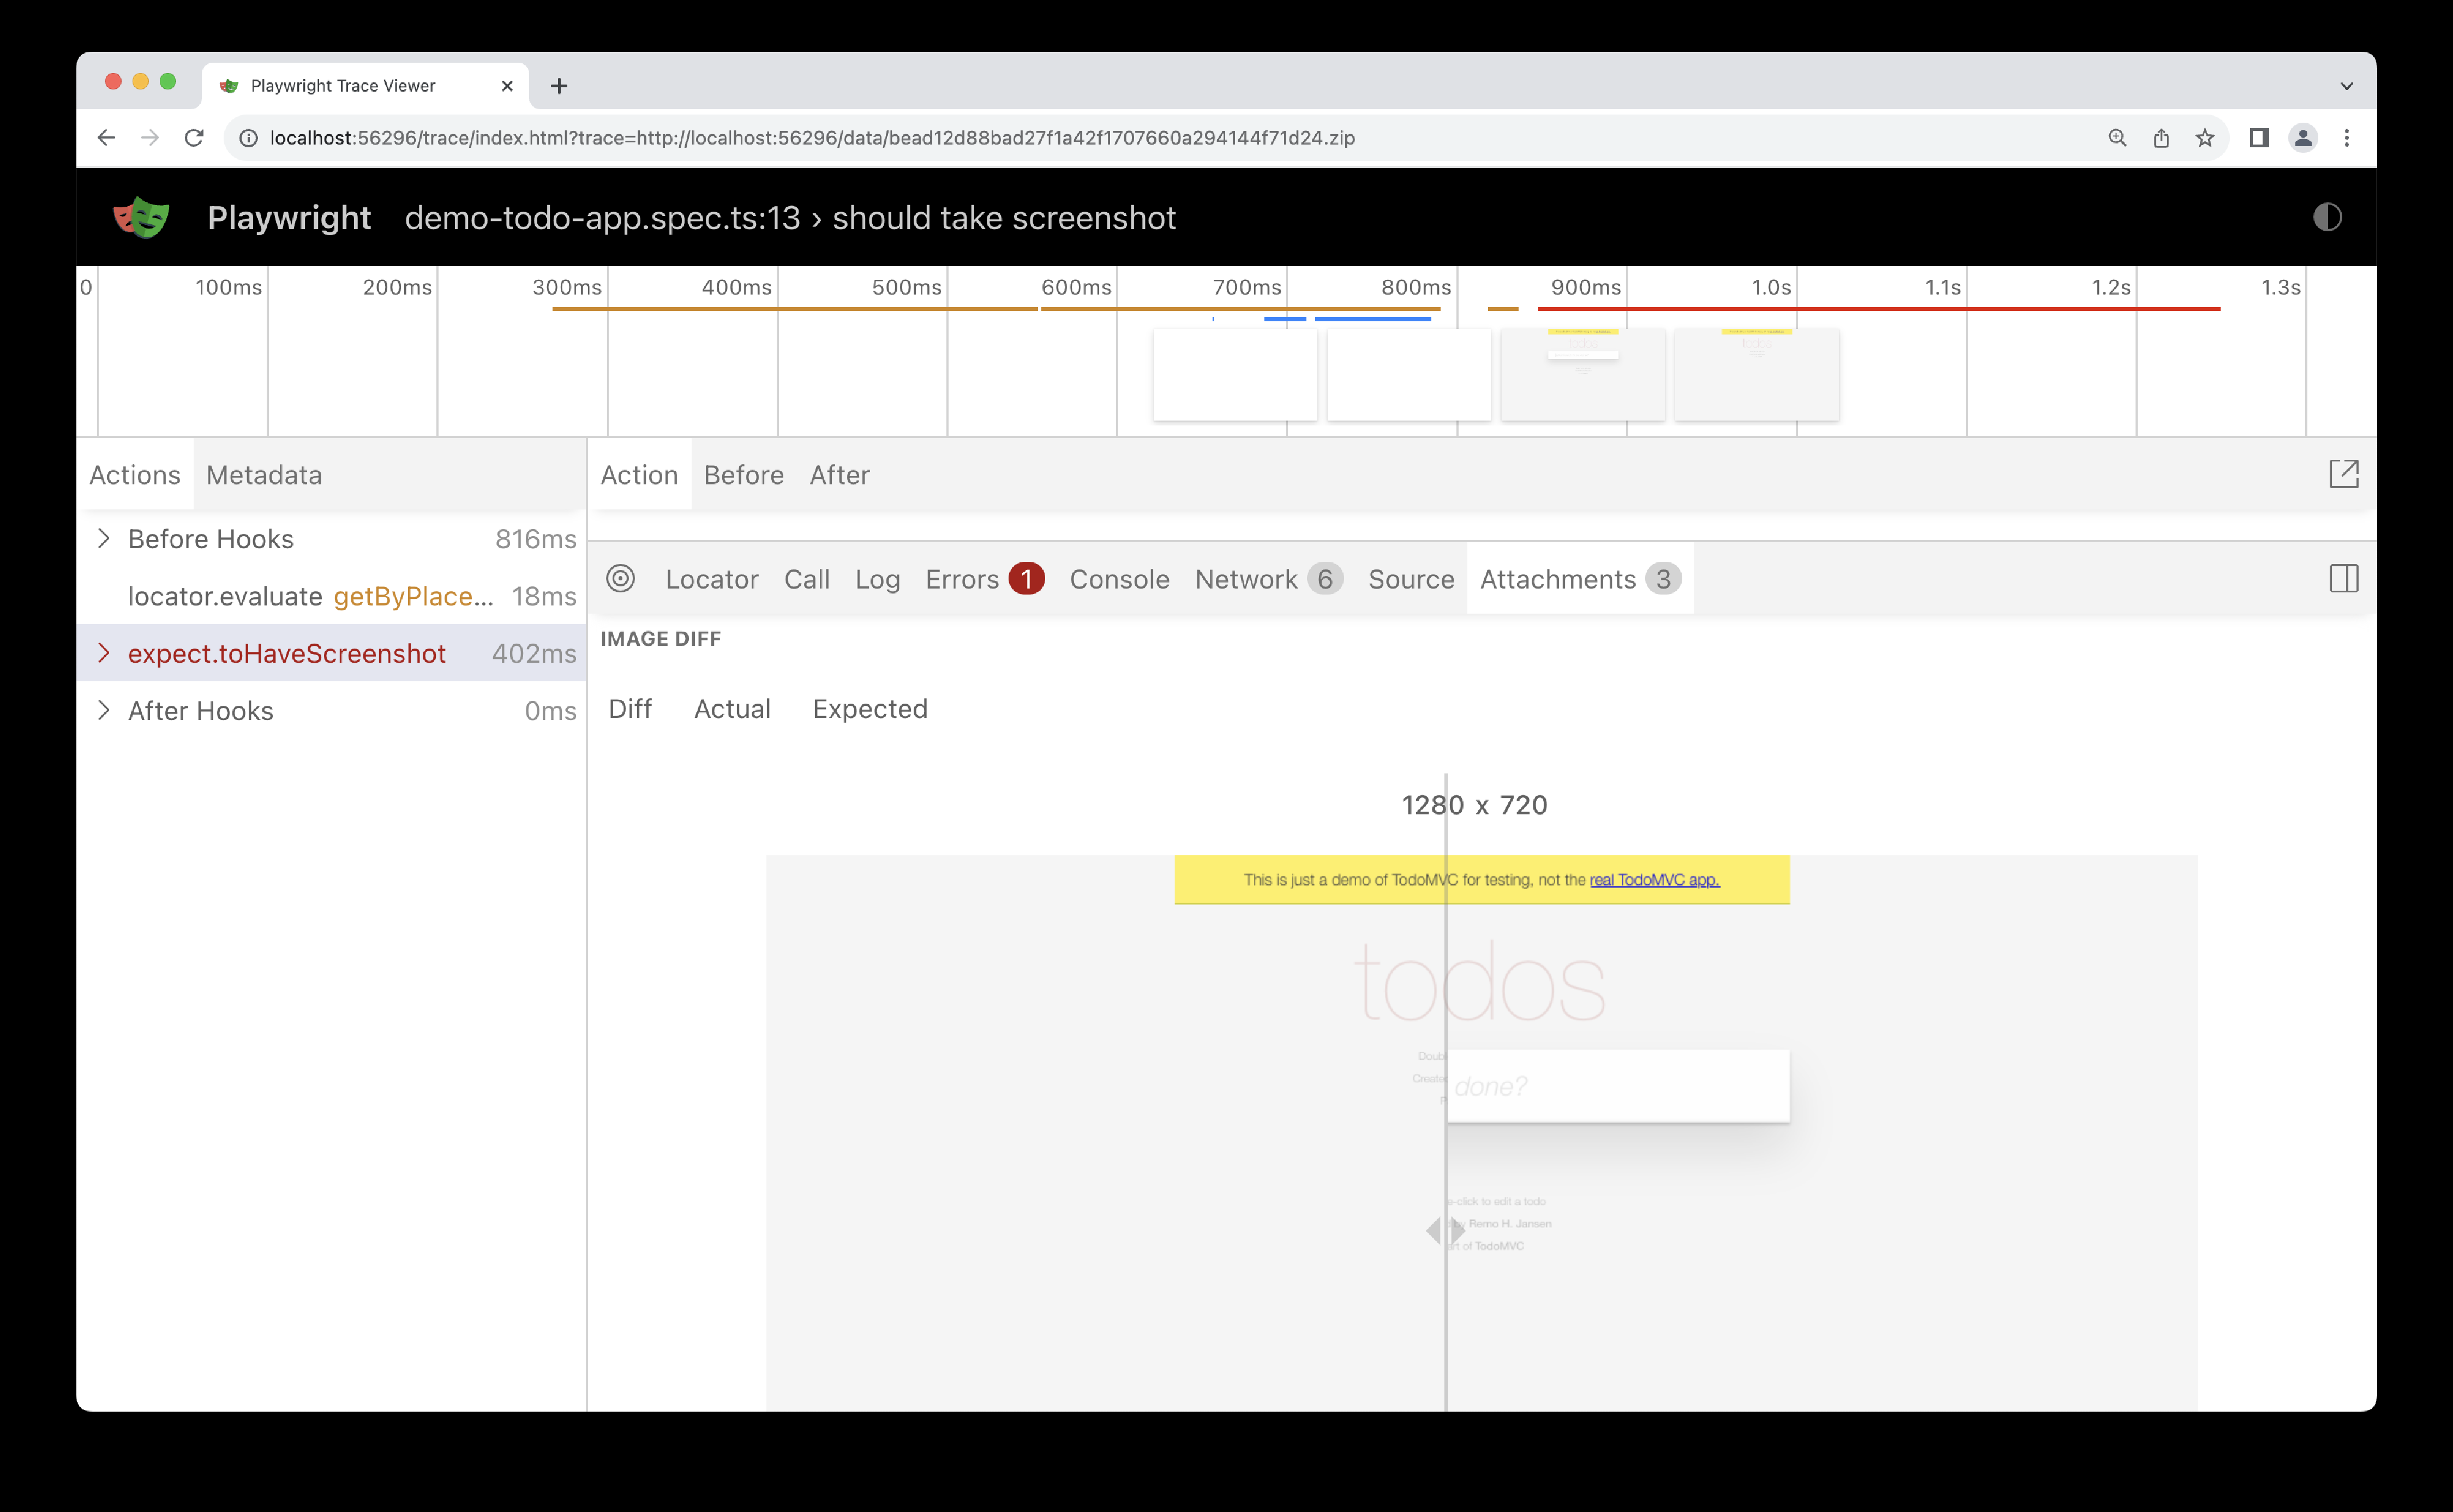 Playwright Trace Viewer
localhost:56296/trace/index.html?trace=http://localhost:56296/data/bead12d88bad27f1a42f1707660a294144f71d24.zip
Playwright demo-todo-app.spec.ts:13 › should take screenshot
0 100ms 200ms 300ms 400ms 500ms 600ms 700ms 800ms 900ms 1.0s 1.1s 1.2s 1.3s
todos
todos
Actions Metadata
Before Hooks 816ms
locator.evaluate getByPlace... 18ms
expect.toHaveScreenshot 402ms
After Hooks 0ms
Action Before After
Locator Call Log Errors 1 Console Network 6 Source Attachments 3
IMAGE DIFF
Diff Actual Expected
1280 x 720
This is just a demo of TodoMVC for testing, not the real TodoMVC app.
todos
Doubl
Created
P
done?
e-click to edit a todo
by Remo H. Jansen
art of TodoMVC